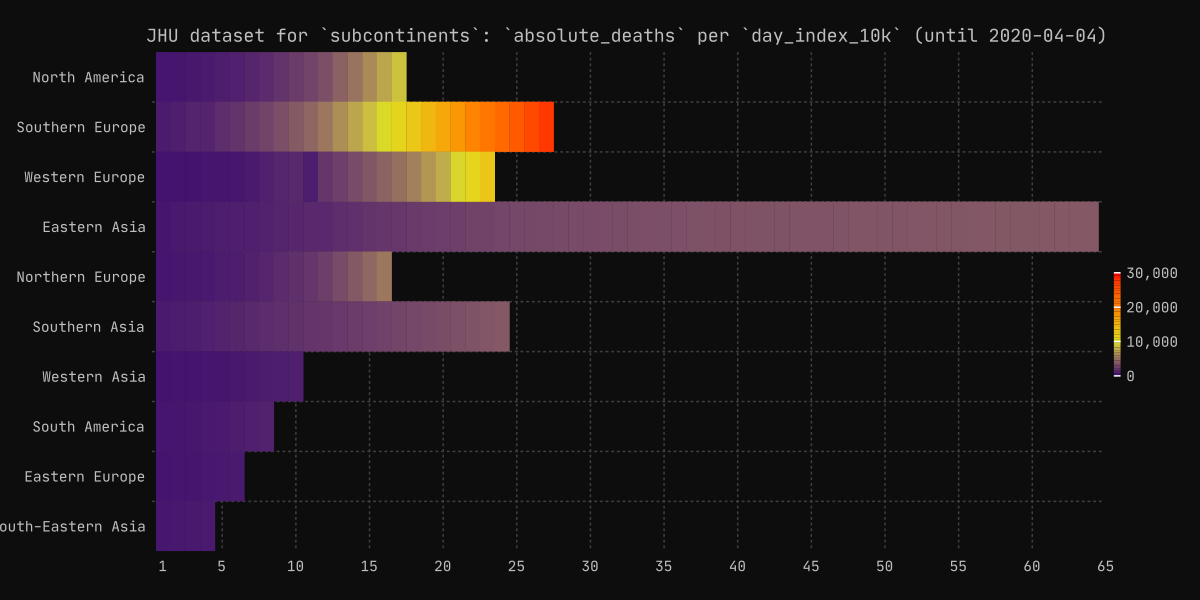 JHU dataset for `subcontinents`: `absolute_deaths` per `day_index_10k` (until 2020-04-04)
North America
Southern Europe
Western Europe
Eastern Asia
Northern Europe
Southern Asia
Western Asia
South America
Eastern Europe
outh-Eastern Asia
30,000
20,000
10,000
0
1 5 10 15 20 25 30 35 40 45 50 55 60 65